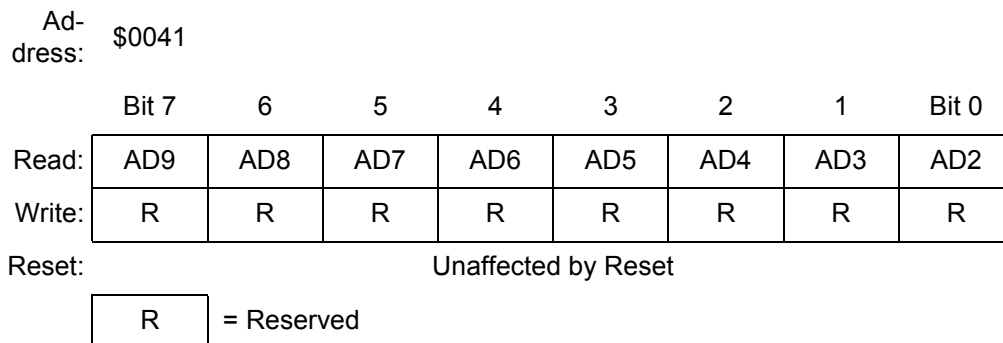 Ad-
dress: $0041
Bit 7 6 5 4 3 2 1 Bit 0
Read: AD9 AD8 AD7 AD6 AD5 AD4 AD3 AD2
Write: R R R R R R R R
Reset: Unaffected by Reset
R = Reserved